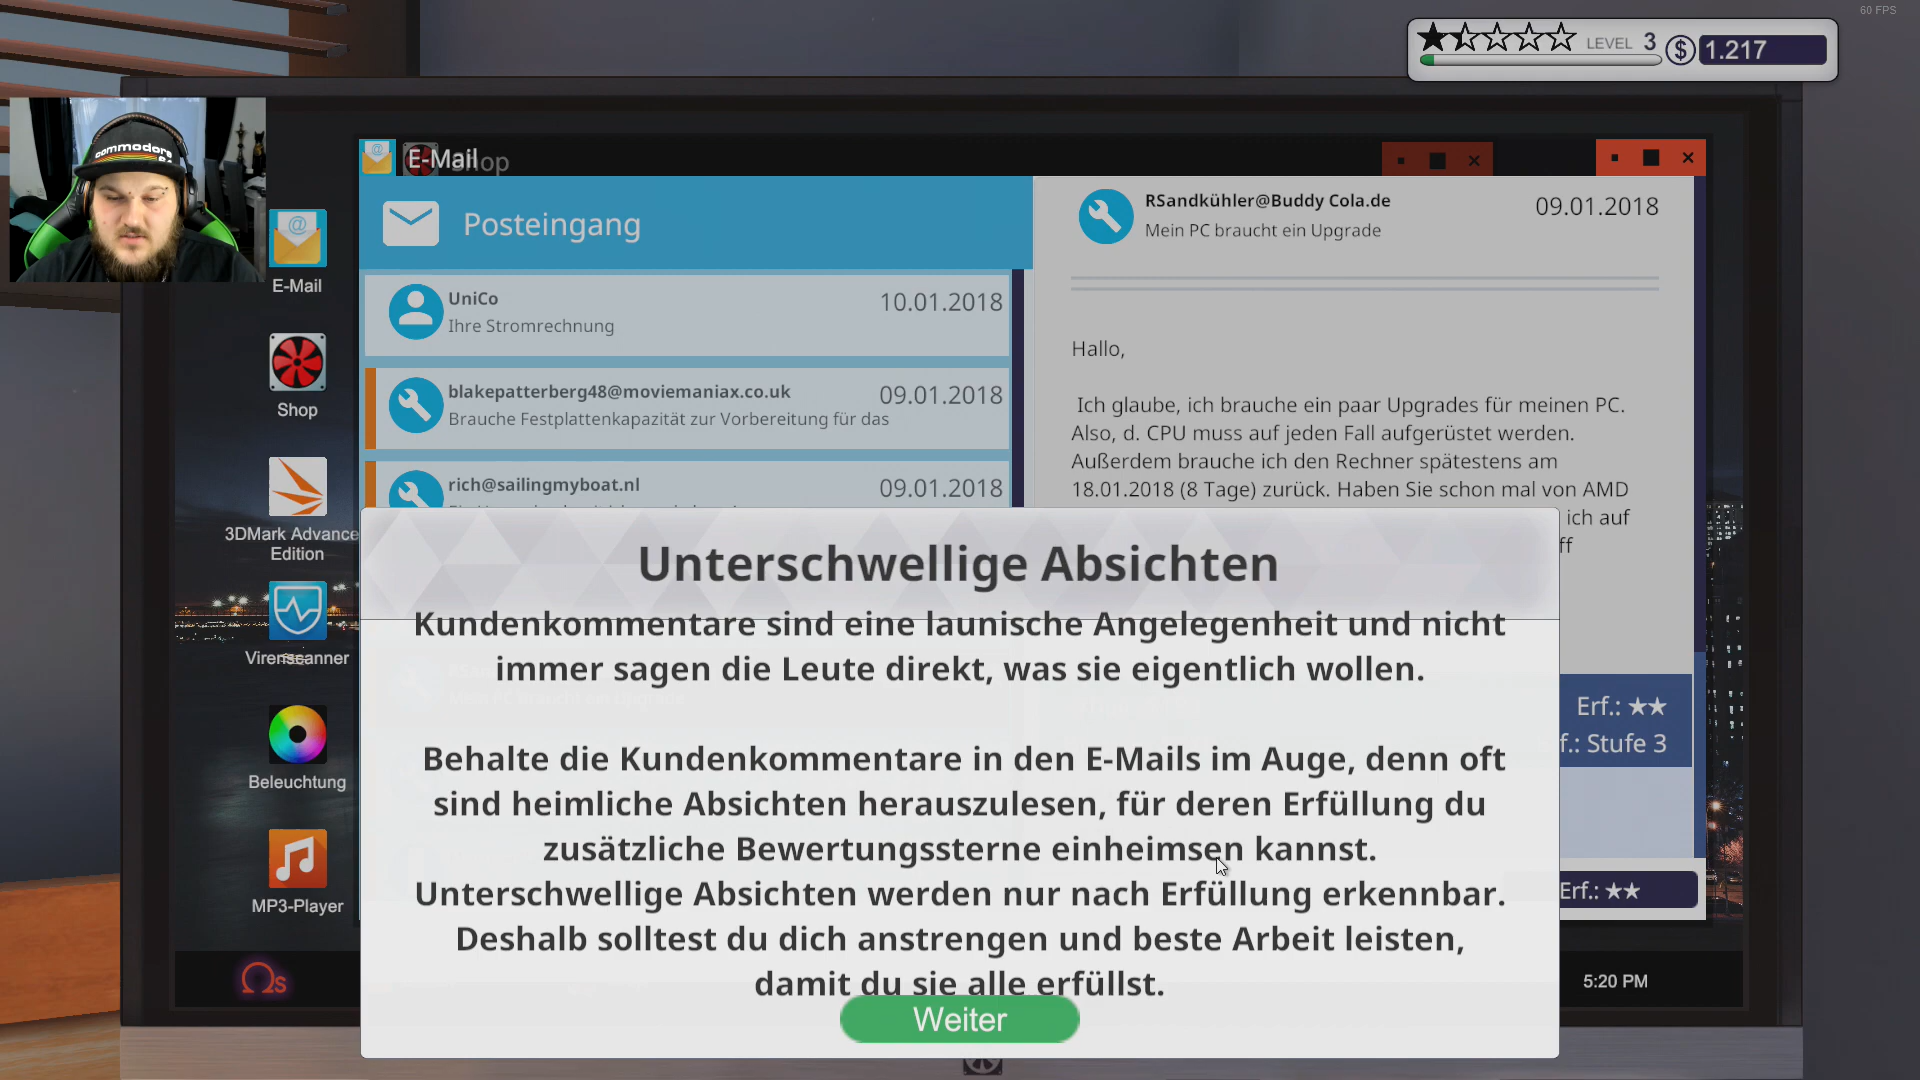 60 FPS
LEVEL 3
$ 1.217
commodore
E-Mail
Shop
Posteingang
UniCo
10.01.2018
Ihre Stromrechnung
blakepatterberg48@moviemaniax.co.uk
09.01.2018
Brauche Festplattenkapazität zur Vorbereitung für das
rich@sailingmyboat.nl
09.01.2018
RSandkühler@Buddy Cola.de
09.01.2018
Mein PC braucht ein Upgrade
Hallo,
Ich glaube, ich brauche ein paar Upgrades für meinen PC.
Also, d. CPU muss auf jeden Fall aufgerüstet werden.
Außerdem brauche ich den Rechner spätestens am
18.01.2018 (8 Tage) zurück. Haben Sie schon mal von AMD
ich auf
ff
Erf.: ★★
f.: Stufe 3
Erf.: ★★
E-Mail
Shop
3DMark Advance
Edition
Virenscanner
Beleuchtung
MP3-Player
Ωs
5:20 PM
Unterschwellige Absichten
Kundenkommentare sind eine launische Angelegenheit und nicht
immer sagen die Leute direkt, was sie eigentlich wollen.
Behalte die Kundenkommentare in den E-Mails im Auge, denn oft
sind heimliche Absichten herauszulesen, für deren Erfüllung du
zusätzliche Bewertungssterne einheimsen kannst.
Unterschwellige Absichten werden nur nach Erfüllung erkennbar.
Deshalb solltest du dich anstrengen und beste Arbeit leisten,
damit du sie alle erfüllst.
Weiter